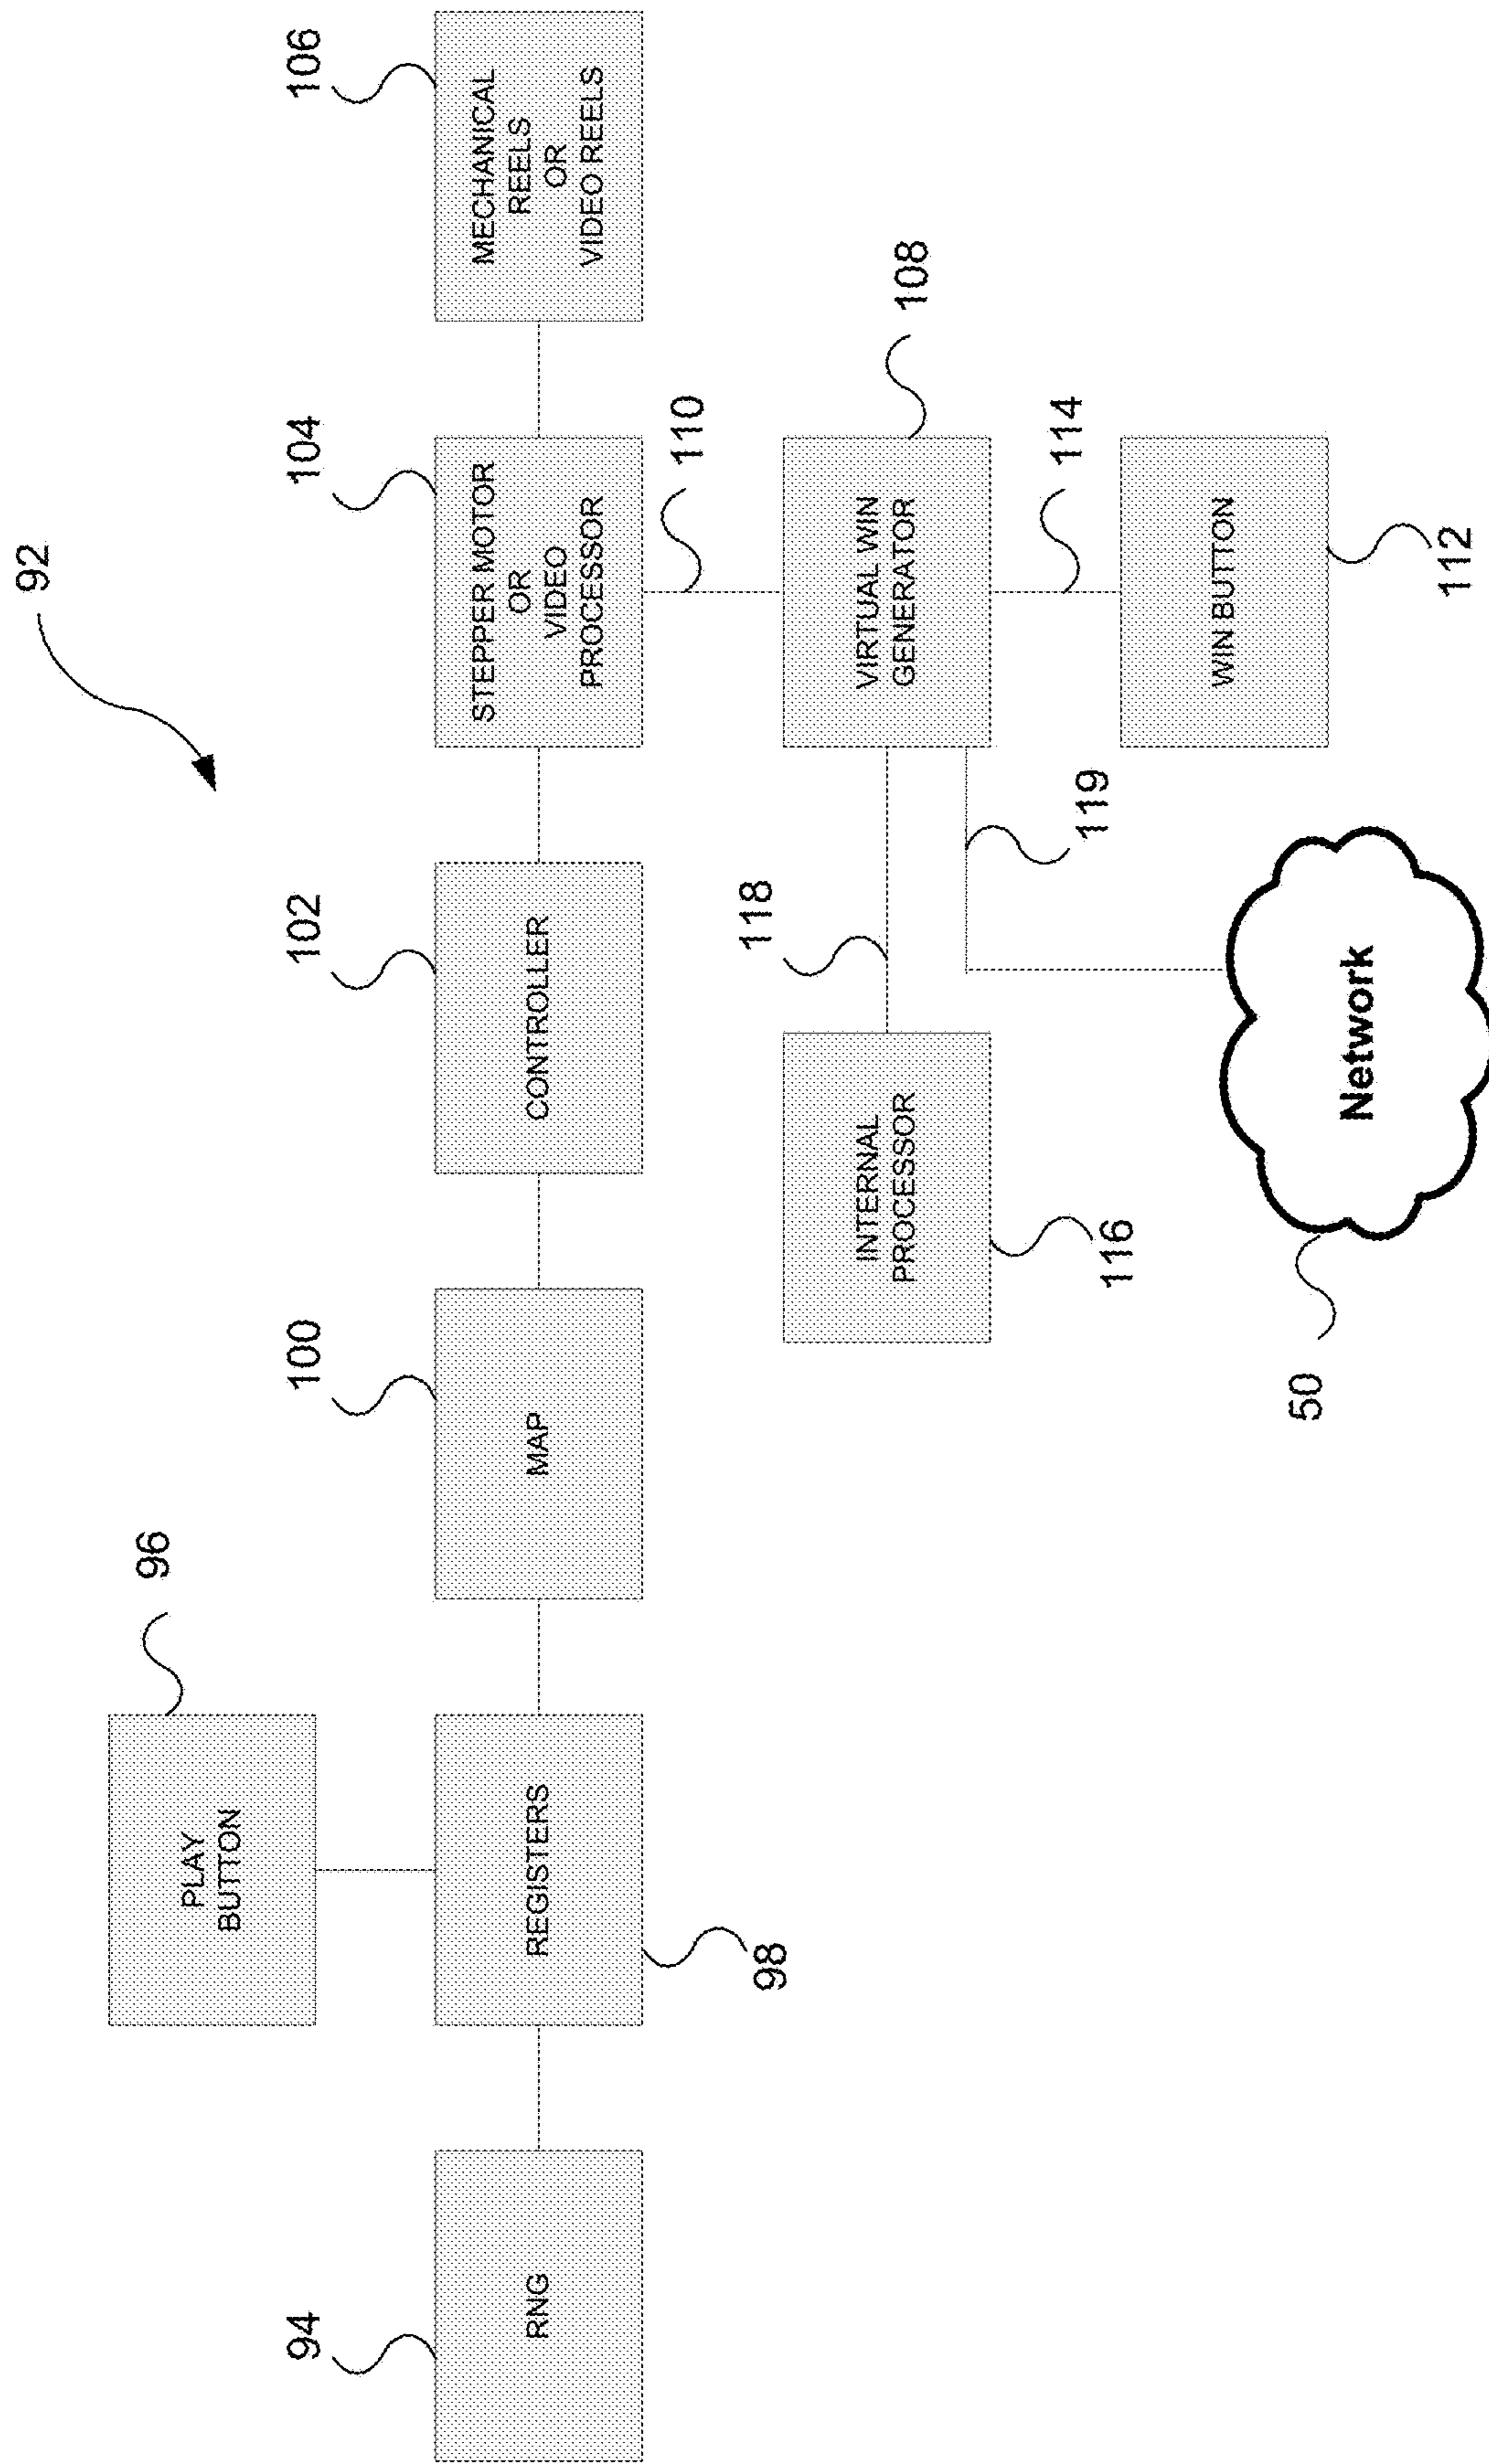 92
96
PLAY
BUTTON
94
100
102
104
106
RNG
REGISTERS
MAP
CONTROLLER
STEPPER MOTOR
OR
VIDEO
PROCESSOR
MECHANICAL
REELS
OR
VIDEO REELS
98
118
110
108
INTERNAL
PROCESSOR
VIRTUAL WIN
GENERATOR
116
119
114
50
Network
WIN BUTTON
112